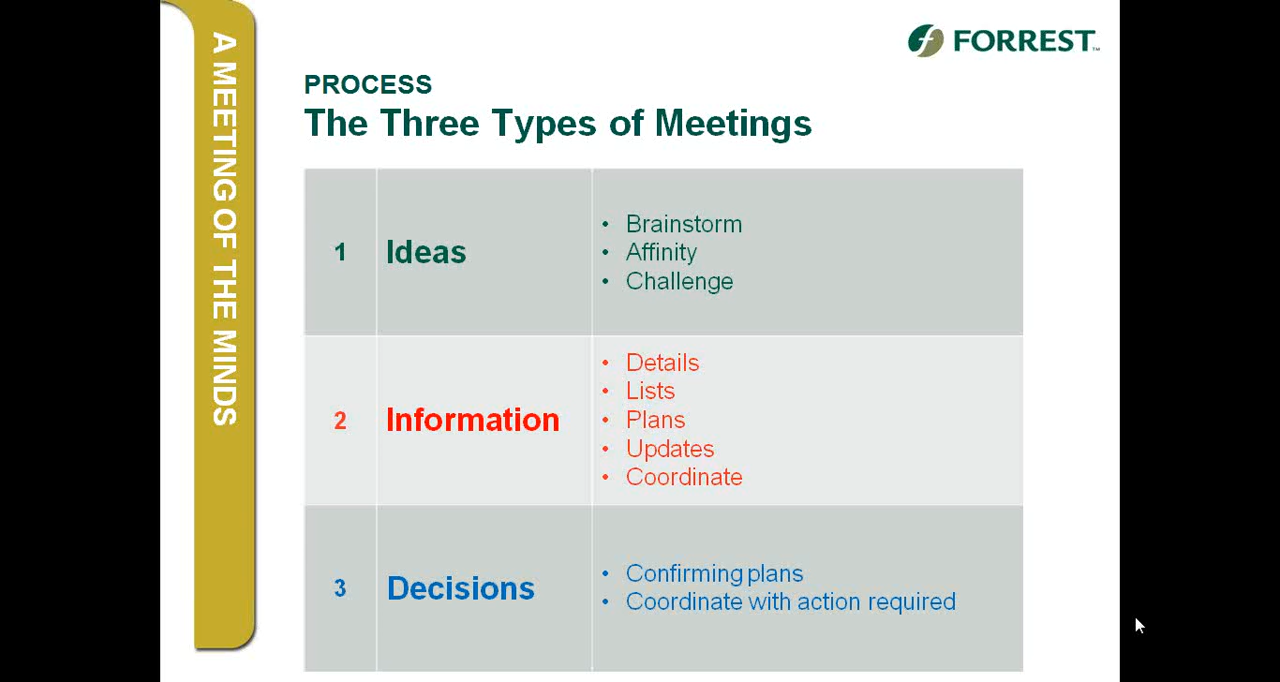 A MEETING OF THE MINDS
FORREST™
PROCESS
The Three Types of Meetings
1
Ideas
• Brainstorm
• Affinity
• Challenge
2
Information
• Details
• Lists
• Plans
• Updates
• Coordinate
3
Decisions
• Confirming plans
• Coordinate with action required